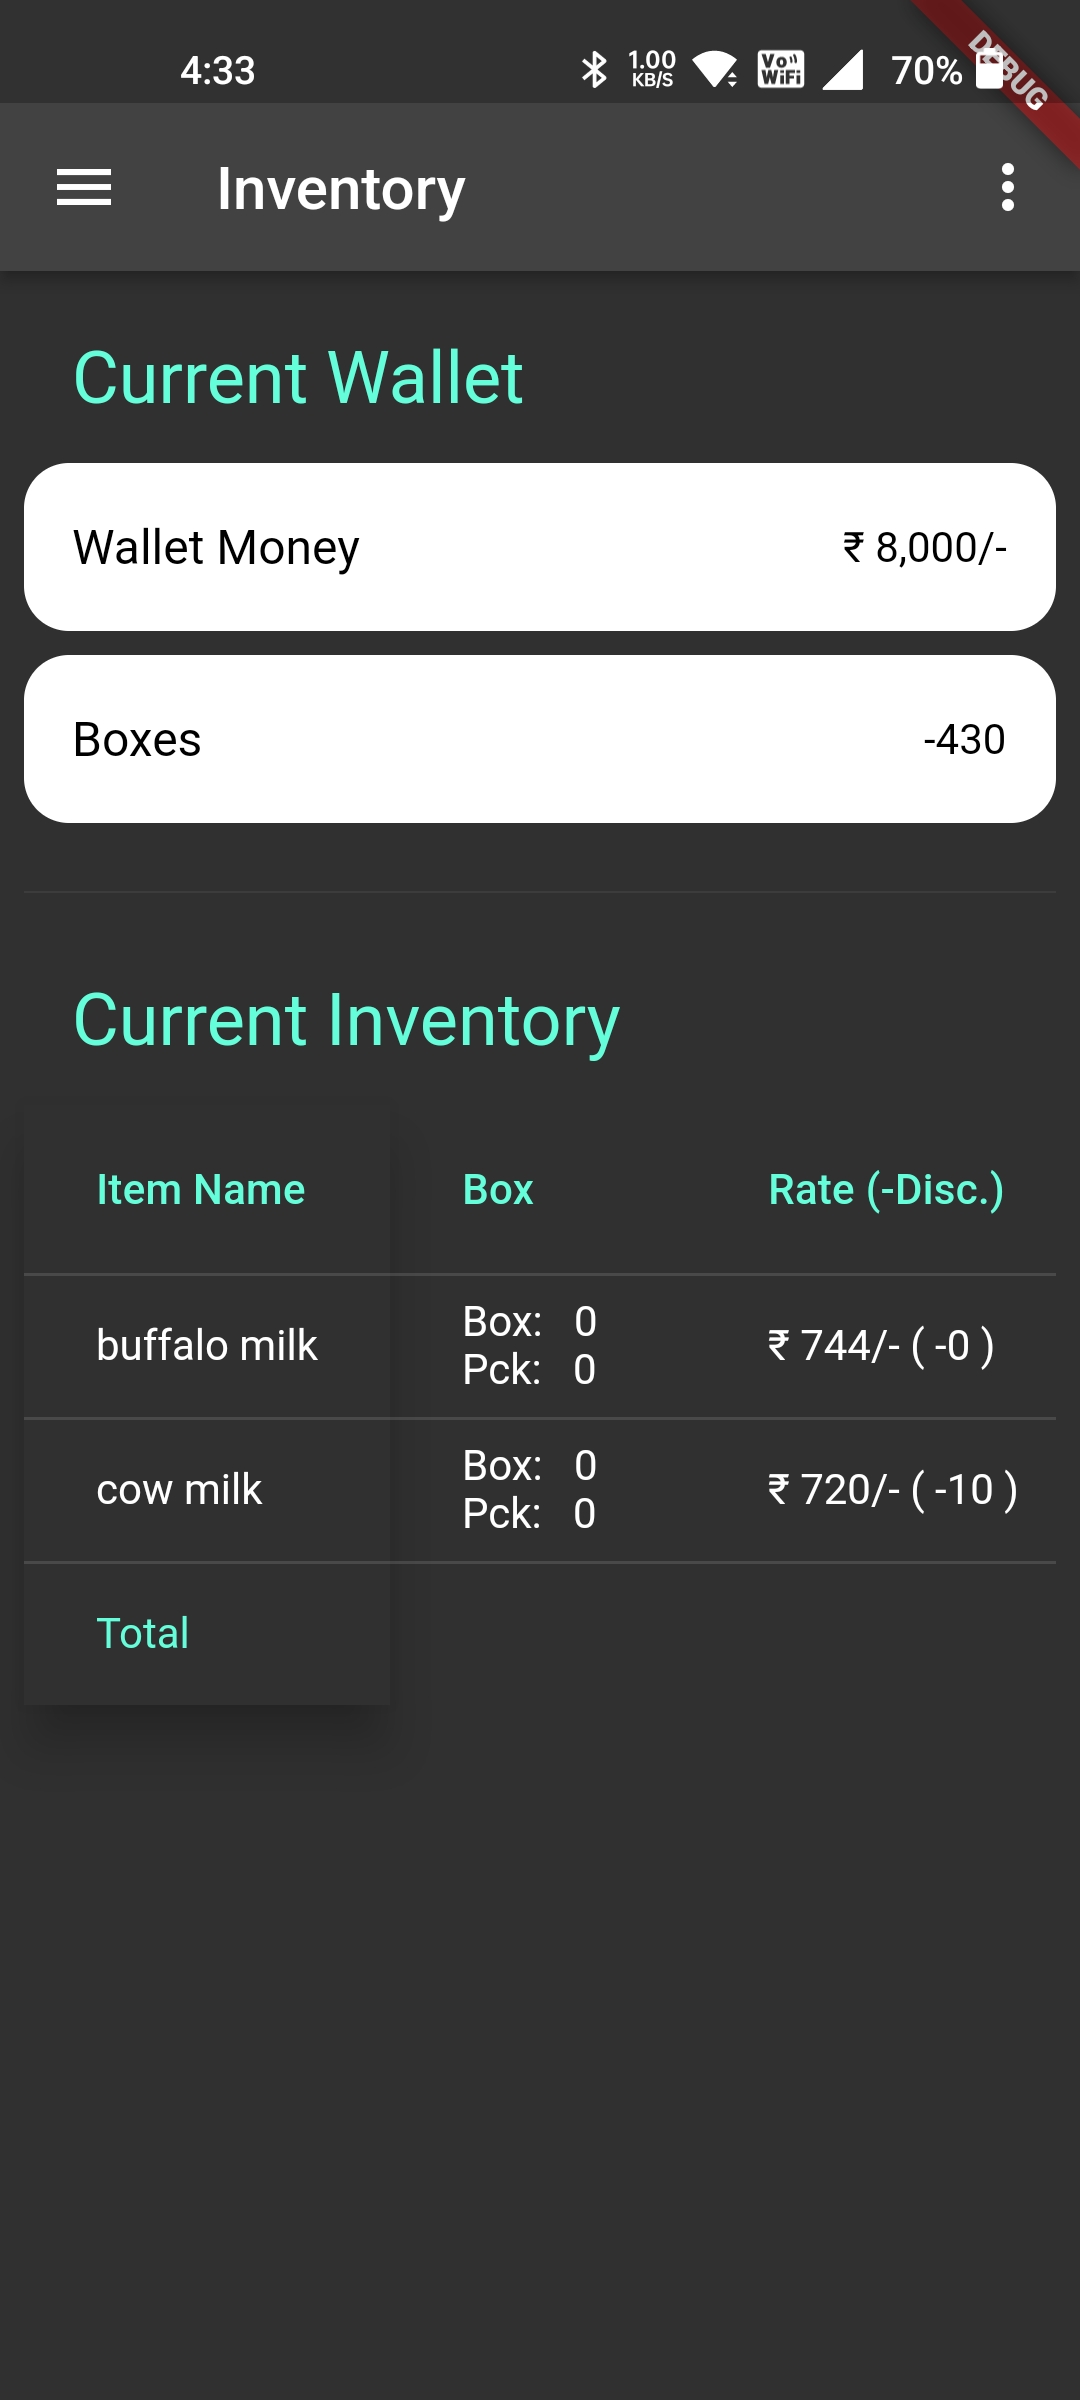 4:33 1.00 KB/S Vo WiFi 70% DEBUG
Inventory
Current Wallet
Wallet Money ₹ 8,000/-
Boxes -430
Current Inventory
Item Name Box Rate (-Disc.)
buffalo milk Box: 0 Pck: 0 ₹ 744/- ( -0 )
cow milk Box: 0 Pck: 0 ₹ 720/- ( -10 )
Total